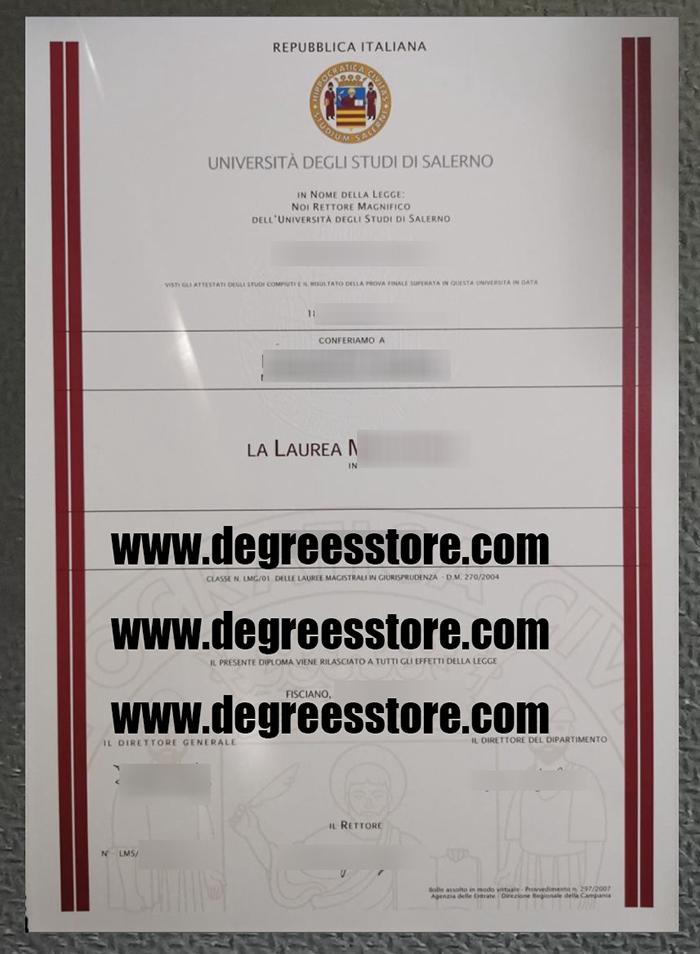 REPUBBLICA ITALIANA
HIPPOCRATICA CIVITAS
STUDIUM SALERNI
UNIVERSITÀ DEGLI STUDI DI SALERNO
IN NOME DELLA LEGGE:
NOI RETTORE MAGNIFICO
DELL'UNIVERSITÀ DEGLI STUDI DI SALERNO
VISTI GLI ATTESTATI DEGLI STUDI COMPIUTI E IL RISULTATO DELLA PROVA FINALE SUPERATA IN QUESTA UNIVERSITÀ IN DATA
CONFERIAMO A
LA LAUREA
IN
www.degreesstore.com
CLASSE N. LMG/01 DELLE LAUREE MAGISTRALI IN GIURISPRUDENZA - D.M. 270/2004
www.degreesstore.com
IL PRESENTE DIPLOMA VIENE RILASCIATO A TUTTI GLI EFFETTI DELLA LEGGE
FISCIANO,
www.degreesstore.com
IL DIRETTORE GENERALE
IL DIRETTORE DEL DIPARTIMENTO
IL RETTORE
N° - LMS/
Bollo assolto in modo virtuale - Provvedimento n. 297/2007
Agenzia delle Entrate - Direzione Regionale della Campania